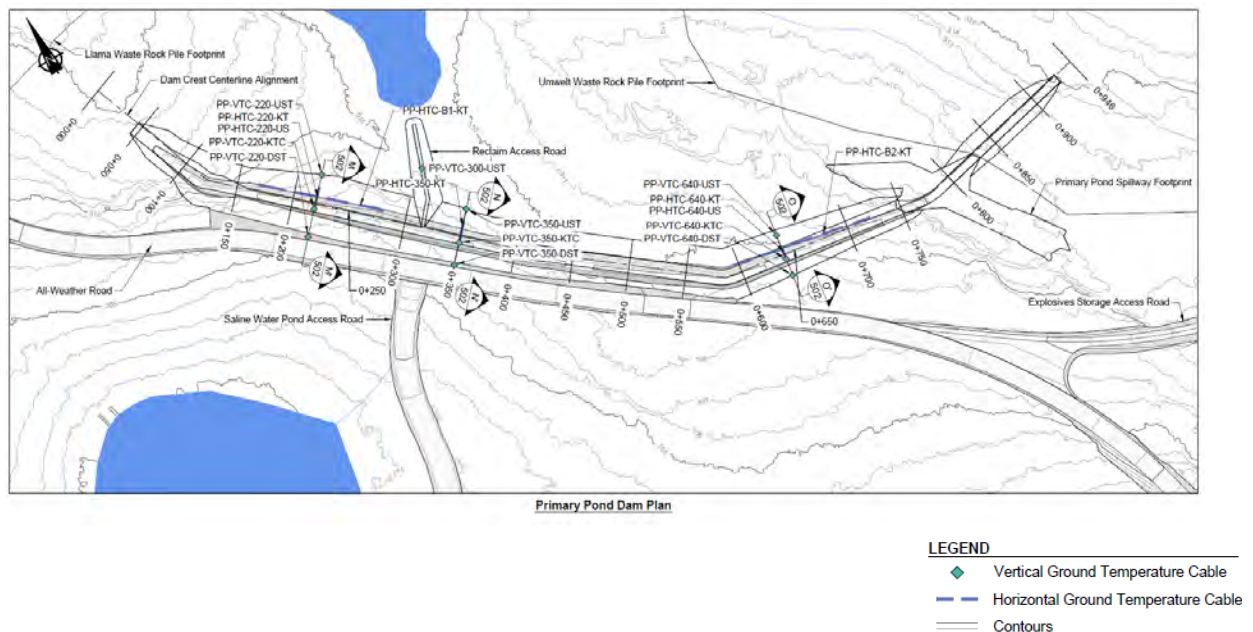 Llama Waste Rock Pile Footprint
Dam Crest Centerline Alignment
PP-VTC-220-UST
PP-HTC-220-KT
PP-HTC-220-US
PP-VTC-220-KTC
PP-VTC-220-DST
PP-HTC-B1-KT
Reclaim Access Road
PP-VTC-300-UST
PP-HTC-350-KT
PP-VTC-350-UST
PP-VTC-350-KTC
PP-VTC-350-DST
Umwelt Waste Rock Pile Footprint
PP-HTC-B2-KT
PP-VTC-640-UST
PP-HTC-640-KT
PP-HTC-640-US
PP-VTC-640-KTC
PP-VTC-640-DST
Primary Pond Spillway Footprint
Explosives Storage Access Road
All-Weather Road
Saline Water Pond Access Road
0+000
0+050
0+100
0+150
0+200
0+250
0+300
0+350
0+400
0+450
0+500
0+550
0+600
0+650
0+700
0+750
0+800
0+850
0+900
0+946
M
502
M
502
N
502
N
502
O
502
O
502
Primary Pond Dam Plan
LEGEND
Vertical Ground Temperature Cable
Horizontal Ground Temperature Cable
Contours